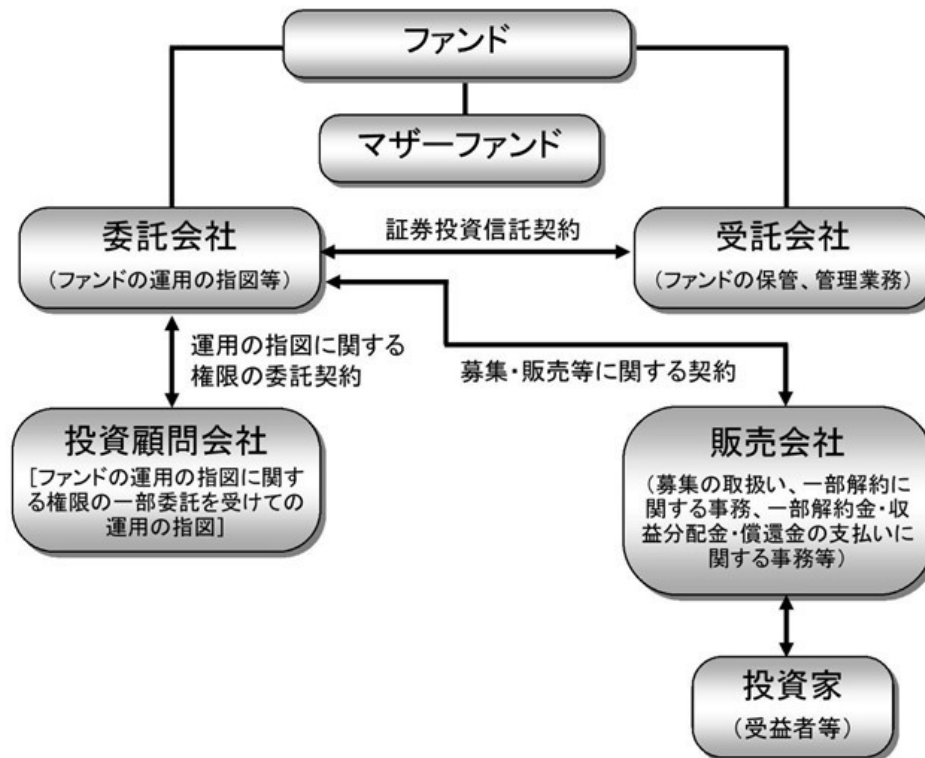 ファンド
マザーファンド
委託会社
(ファンドの運用の指図等)
証券投資信託契約
受託会社
(ファンドの保管、管理業務)
運用の指図に関する
権限の委託契約
募集・販売等に関する契約
投資顧問会社
[ファンドの運用の指図に関す
る権限の一部委託を受けての
運用の指図]
販売会社
(募集の取扱い、一部解約に
関する事務、一部解約金・収
益分配金・償還金の支払いに
関する事務等)
投資家
(受益者等)